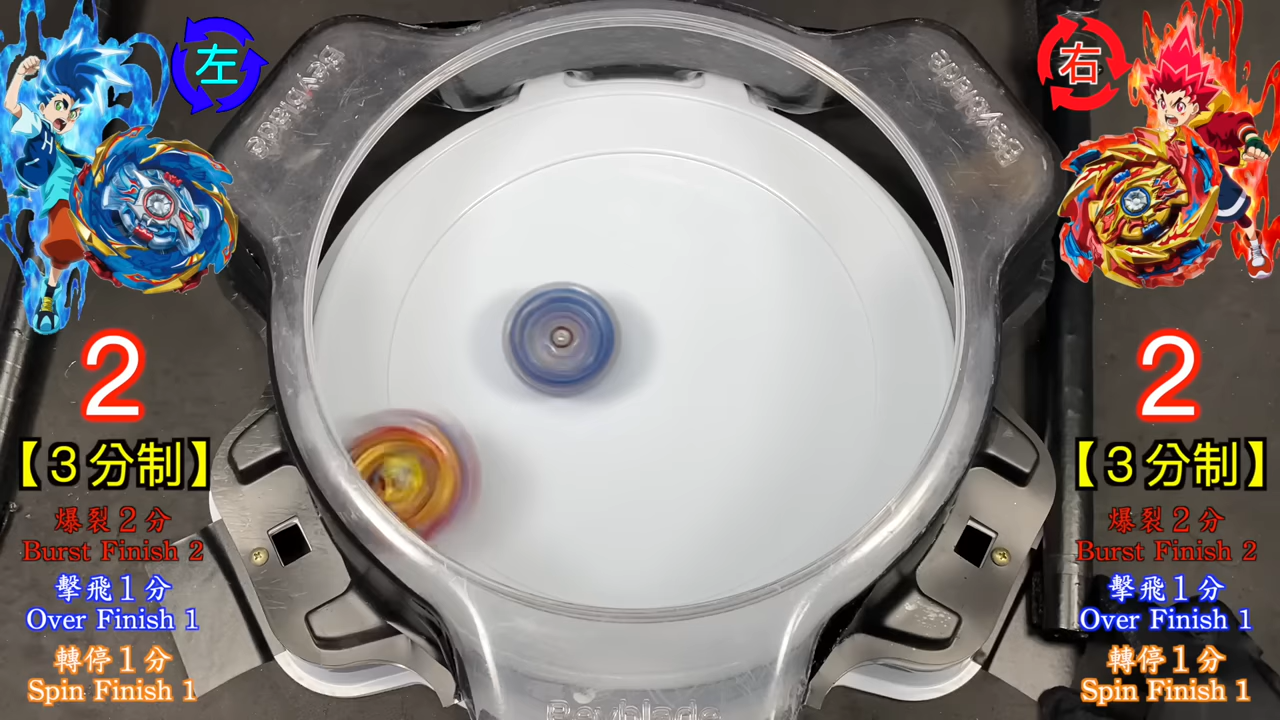 左
右
Beyblade
Beyblade
2
【3分制】
爆裂2分
Burst Finish 2
擊飛1分
Over Finish 1
轉停1分
Spin Finish 1
2
【3分制】
爆裂2分
Burst Finish 2
擊飛1分
Over Finish 1
轉停1分
Spin Finish 1
Beyblade